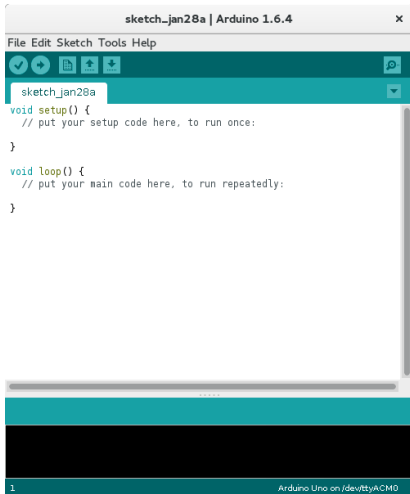 sketch_jan28a | Arduino 1.6.4
File Edit Sketch Tools Help
sketch_jan28a
void setup() {
  // put your setup code here, to run once:
}
void loop() {
  // put your main code here, to run repeatedly:
}
1 Arduino Uno on /dev/ttyACM0